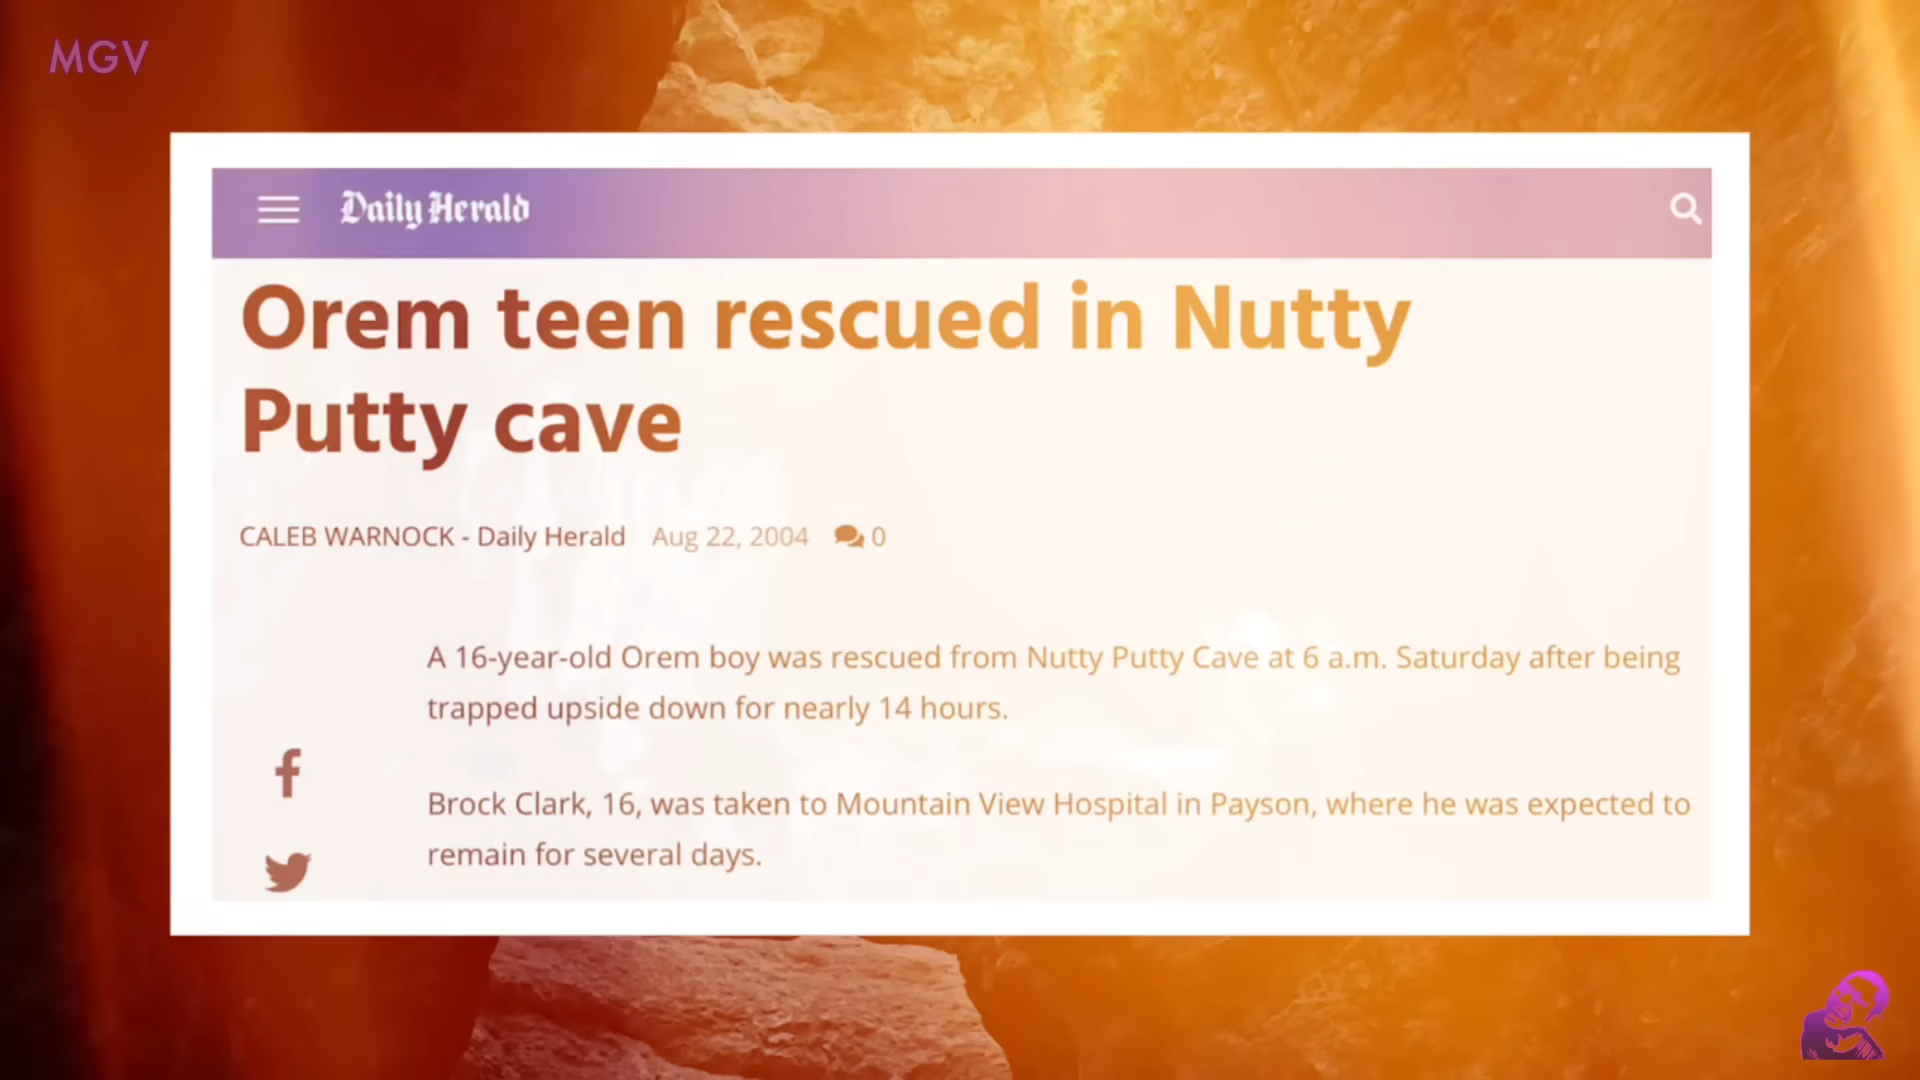 MGV
Daily Herald
Orem teen rescued in Nutty
Putty cave
CALEB WARNOCK - Daily Herald Aug 22, 2004 0
A 16-year-old Orem boy was rescued from Nutty Putty Cave at 6 a.m. Saturday after being
trapped upside down for nearly 14 hours.
Brock Clark, 16, was taken to Mountain View Hospital in Payson, where he was expected to
remain for several days.